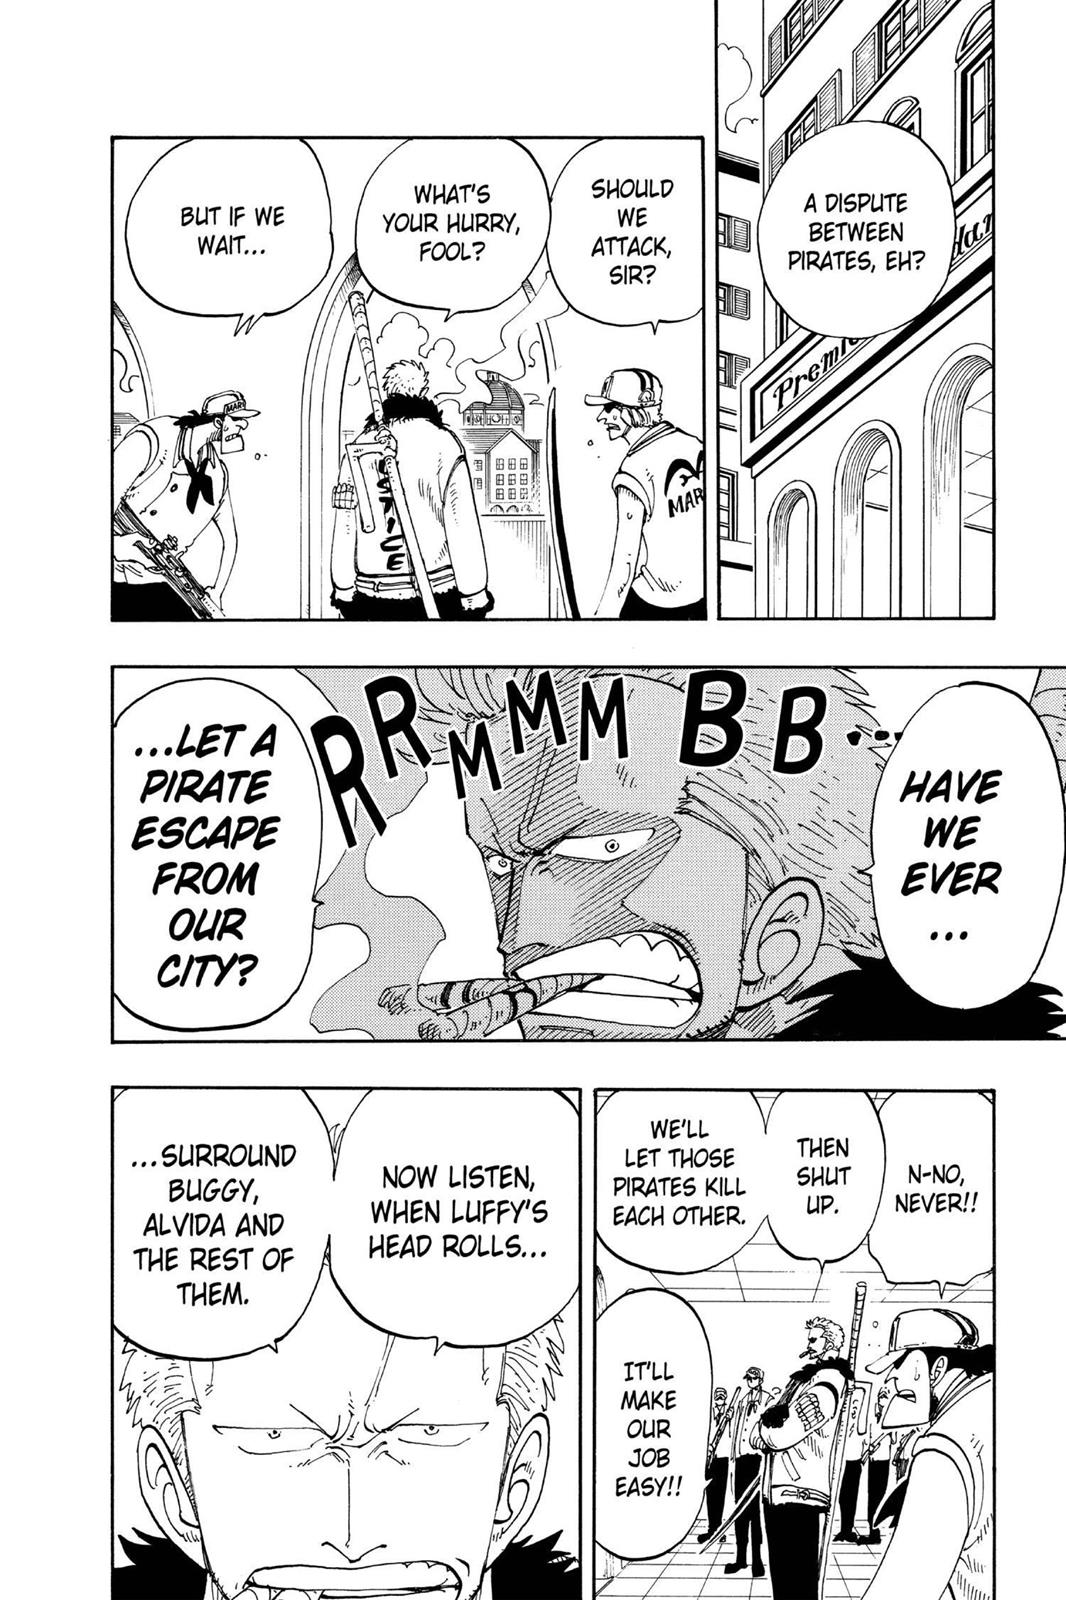 A DISPUTE
BETWEEN
PIRATES, EH?
SHOULD
WE
ATTACK,
SIR?
WHAT'S
YOUR HURRY,
FOOL?
BUT IF WE
WAIT...
MAR
JUSTICE
MAR
HAVE
WE
EVER
...
RRMMMBB...
...LET A
PIRATE
ESCAPE
FROM
OUR
CITY?
N-NO,
NEVER!!
THEN
SHUT
UP.
WE'LL
LET THOSE
PIRATES KILL
EACH OTHER.
IT'LL
MAKE
OUR
JOB
EASY!!
NOW LISTEN,
WHEN LUFFY'S
HEAD ROLLS...
...SURROUND
BUGGY,
ALVIDA AND
THE REST OF
THEM.